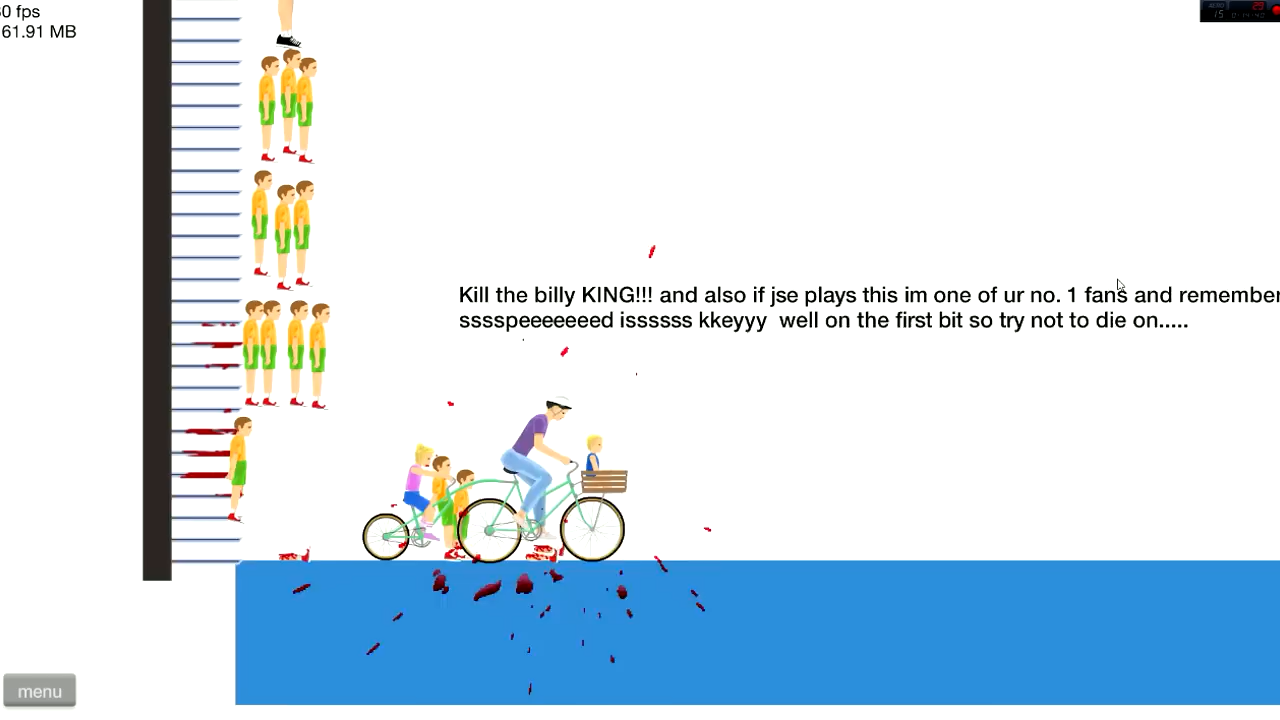 0 fps
61.91 MB
29
15
Kill the billy KING!!! and also if jse plays this im one of ur no. 1 fans and remember
sssspeeeeeeed issssss kkeyyy well on the first bit so try not to die on.....
menu